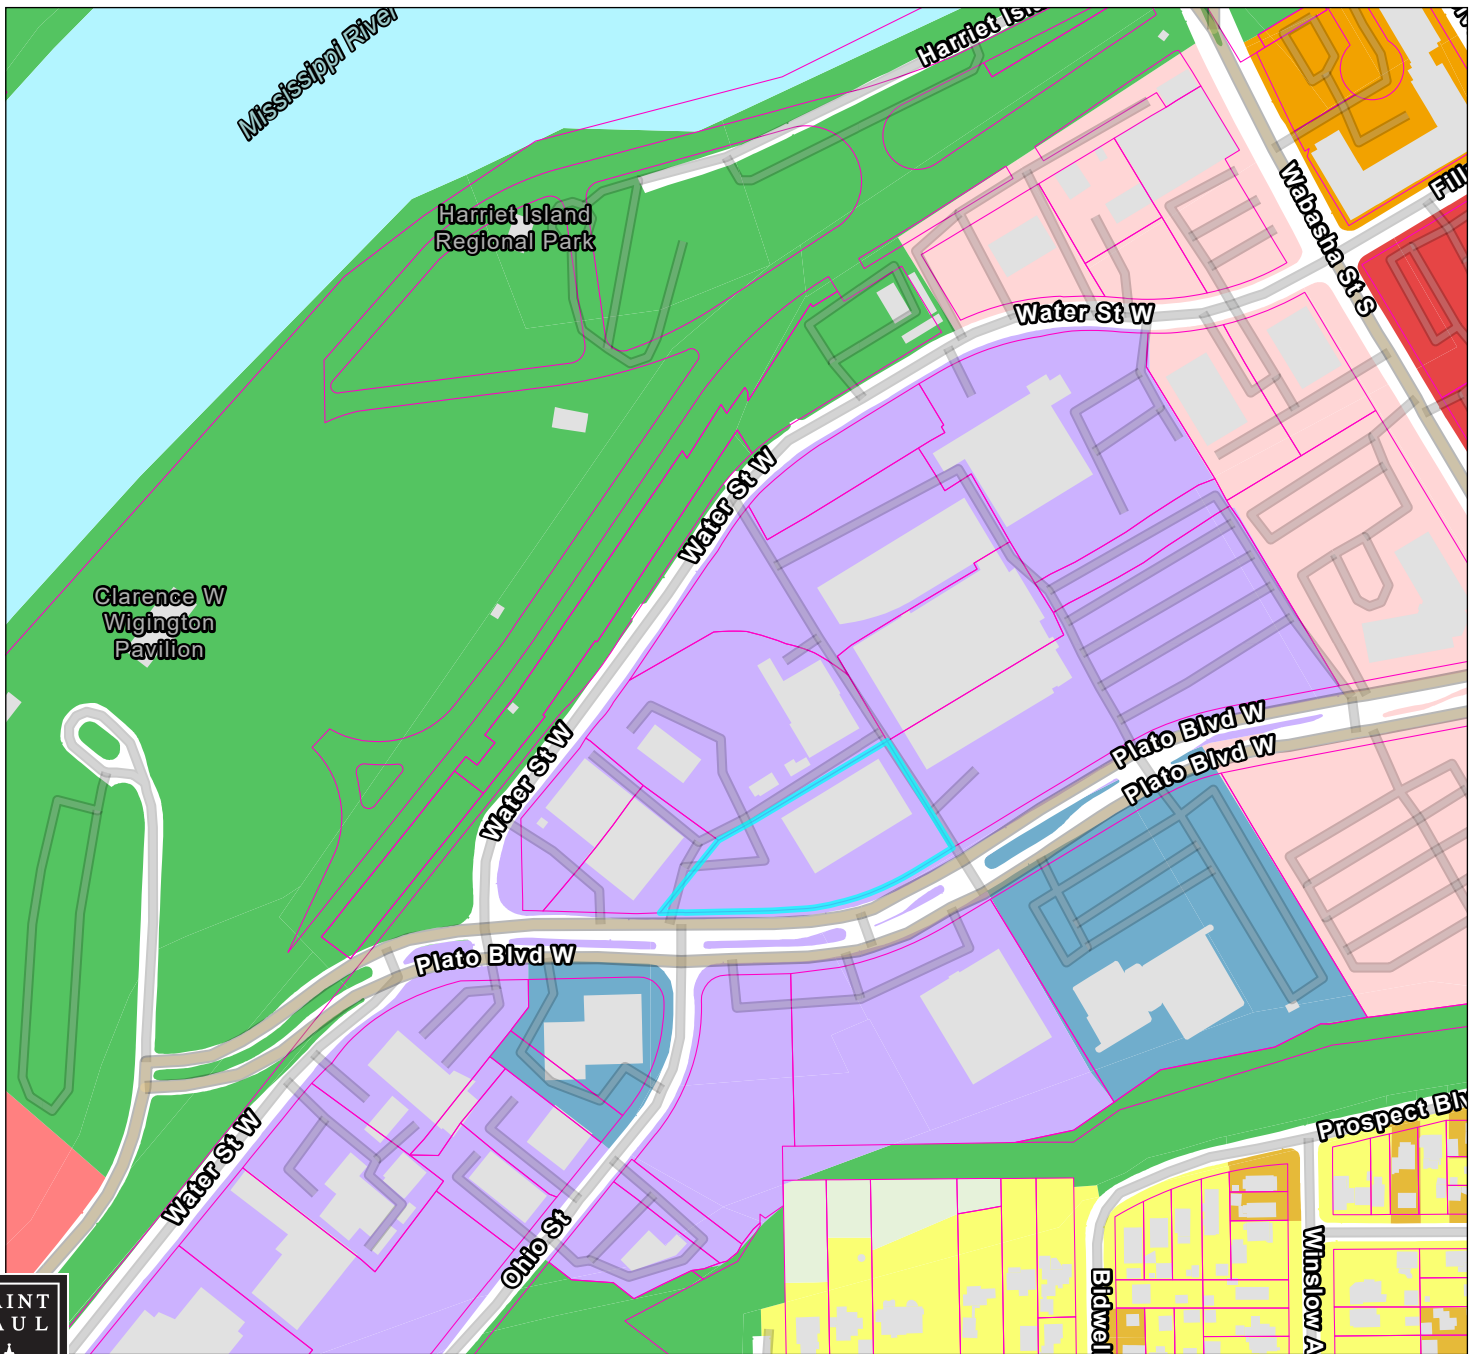 Mississippi River
Harriet Isl
Harriet Island
Regional Park
Wabasha St S
Water St W
Water St W
Clarence W
Wigington
Pavilion
Water St W
Plato Blvd W
Plato Blvd W
Plato Blvd W
Water St W
Ohio St
Prospect Blv
Bidwel
Winslow A
AINT
AUL